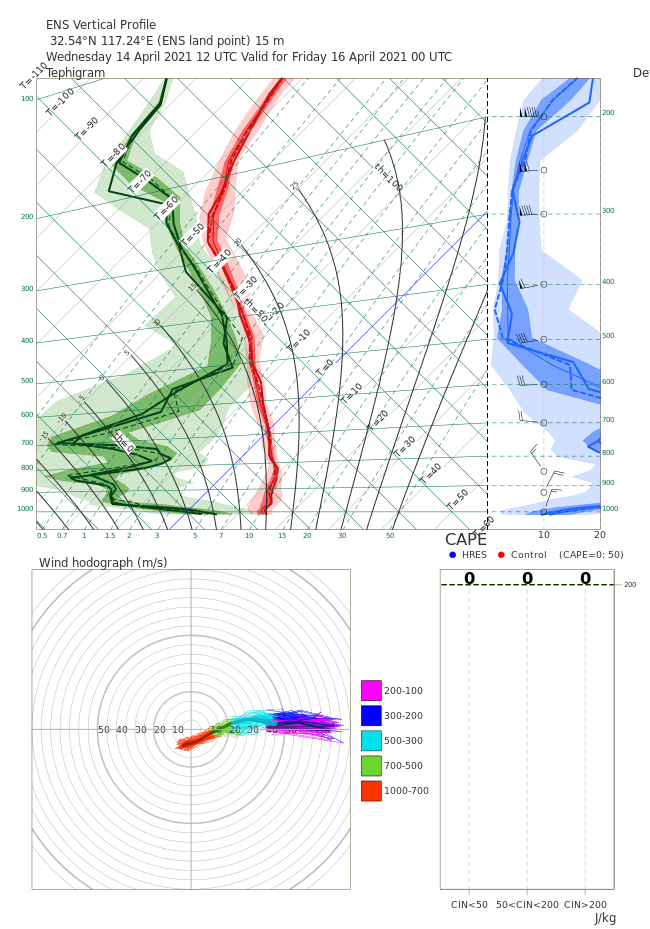 ENS Vertical Profile
32.54°N 117.24°E (ENS land point) 15 m
Wednesday 14 April 2021 12 UTC Valid for Friday 16 April 2021 00 UTC
Tephigram
De
T=-110
T=-100
T=-90
T=-80
T=-70
T=-60
T=-50
T=-40
T=-30
T=-20
T=-10
T=0
T=10
T=20
T=30
T=40
T=50
T=60
th=100
th=50
th=0
100
200
300
400
500
600
700
800
900
1000
200
300
400
500
600
700
800
900
1000
0.5 0.7 1 1.5 2 3 5 7 10 15 20 30 50
10 20
CAPE
HRES Control (CAPE=0: 50)
Wind hodograph (m/s)
50 40 30 20 10 10 20 30 40 50
200-100
300-200
500-300
700-500
1000-700
0 0 0
200
CIN<50 50<CIN<200 CIN>200
J/kg